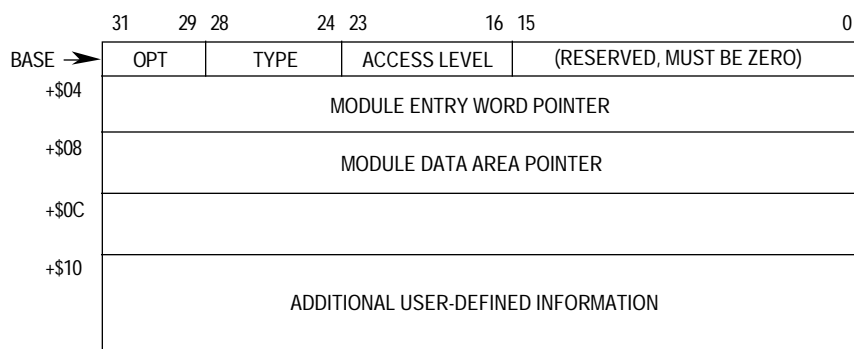 31 29 28 24 23 16 15 0
BASE OPT TYPE ACCESS LEVEL (RESERVED, MUST BE ZERO)
+$04 MODULE ENTRY WORD POINTER
+$08 MODULE DATA AREA POINTER
+$0C
+$10
ADDITIONAL USER-DEFINED INFORMATION